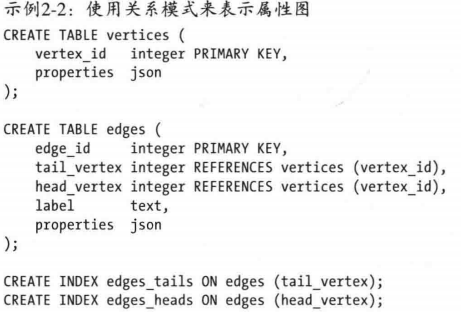 示例2-2：使用关系模式来表示属性图
CREATE TABLE vertices (
    vertex_id   integer PRIMARY KEY,
    properties  json
);

CREATE TABLE edges (
    edge_id     integer PRIMARY KEY,
    tail_vertex integer REFERENCES vertices (vertex_id),
    head_vertex integer REFERENCES vertices (vertex_id),
    label       text,
    properties  json
);

CREATE INDEX edges_tails ON edges (tail_vertex);
CREATE INDEX edges_heads ON edges (head_vertex);